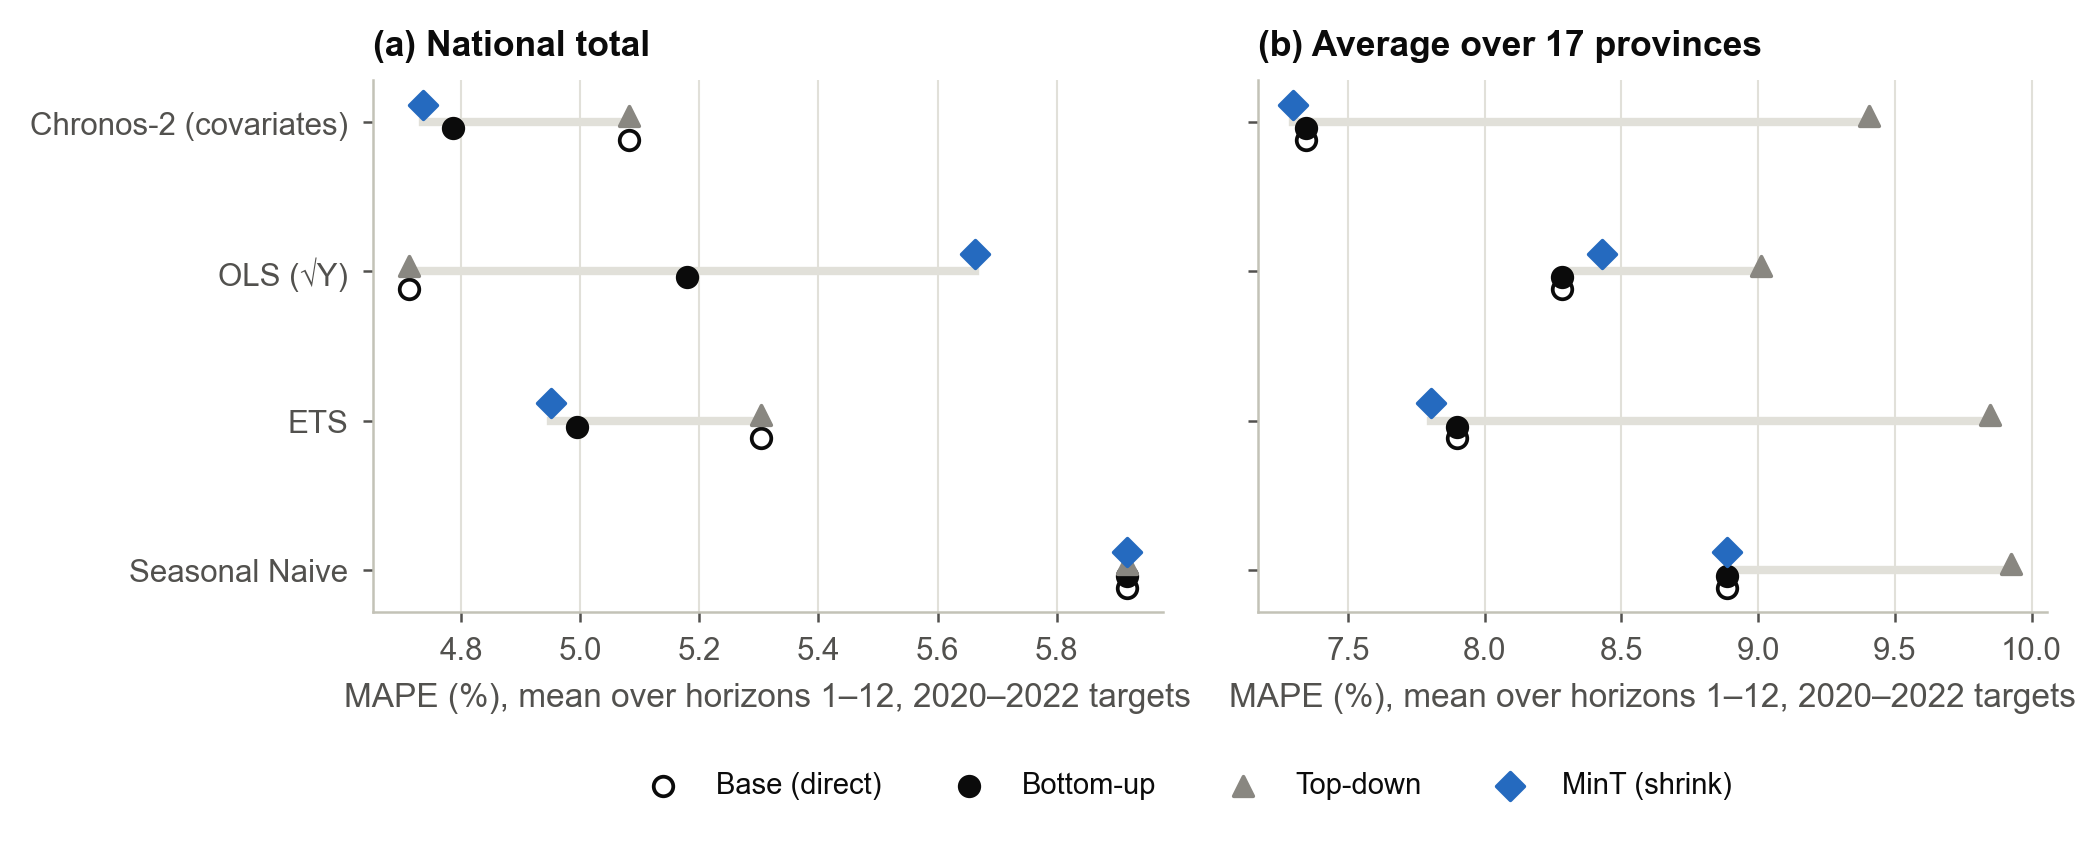 (a) National total
(b) Average over 17 provinces
Chronos-2 (covariates)
OLS (√Y)
ETS
Seasonal Naive
4.8 5.0 5.2 5.4 5.6 5.8
7.5 8.0 8.5 9.0 9.5 10.0
MAPE (%), mean over horizons 1–12, 2020–2022 targets
MAPE (%), mean over horizons 1–12, 2020–2022 targets
Base (direct) Bottom-up Top-down MinT (shrink)